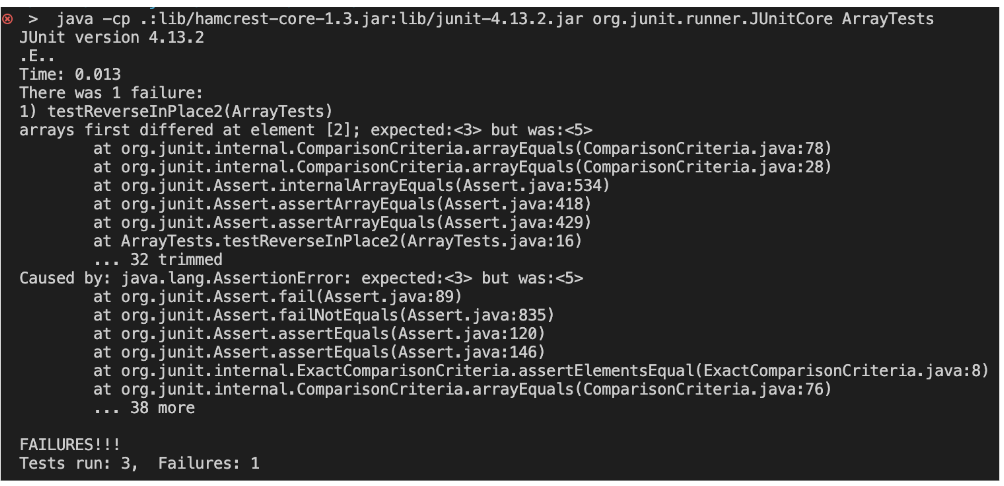 > java -cp .:lib/hamcrest-core-1.3.jar:lib/junit-4.13.2.jar org.junit.runner.JUnitCore ArrayTests
JUnit version 4.13.2
.E..
Time: 0.013
There was 1 failure:
1) testReverseInPlace2(ArrayTests)
arrays first differed at element [2]; expected:<3> but was:<5>
        at org.junit.internal.ComparisonCriteria.arrayEquals(ComparisonCriteria.java:78)
        at org.junit.internal.ComparisonCriteria.arrayEquals(ComparisonCriteria.java:28)
        at org.junit.Assert.internalArrayEquals(Assert.java:534)
        at org.junit.Assert.assertArrayEquals(Assert.java:418)
        at org.junit.Assert.assertArrayEquals(Assert.java:429)
        at ArrayTests.testReverseInPlace2(ArrayTests.java:16)
        ... 32 trimmed
Caused by: java.lang.AssertionError: expected:<3> but was:<5>
        at org.junit.Assert.fail(Assert.java:89)
        at org.junit.Assert.failNotEquals(Assert.java:835)
        at org.junit.Assert.assertEquals(Assert.java:120)
        at org.junit.Assert.assertEquals(Assert.java:146)
        at org.junit.internal.ExactComparisonCriteria.assertElementsEqual(ExactComparisonCriteria.java:8)
        at org.junit.internal.ComparisonCriteria.arrayEquals(ComparisonCriteria.java:76)
        ... 38 more

FAILURES!!!
Tests run: 3,  Failures: 1